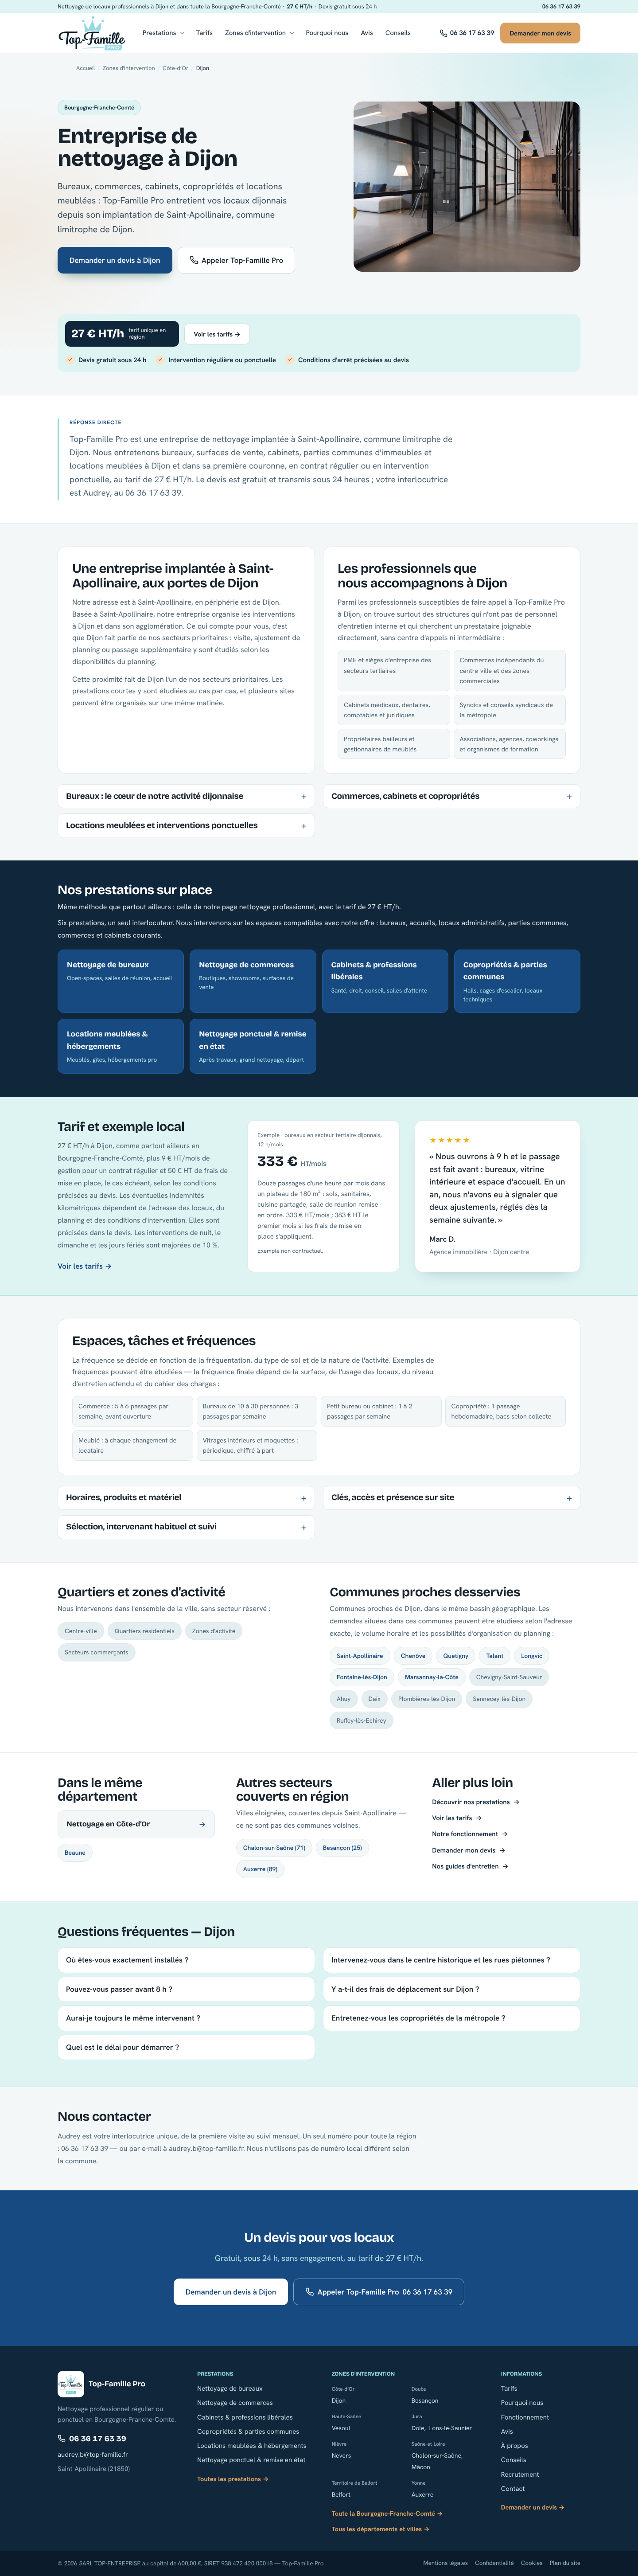 Nettoyage de locaux professionnels à Dijon et dans toute la Bourgogne-Franche-Comté · 27 € HT/h · Devis gratuit sous 24 h
06 36 17 63 39
Top-Famille
PRO
Prestations
Tarifs
Zones d'intervention
Pourquoi nous
Avis
Conseils
06 36 17 63 39
Demander mon devis
Accueil / Zones d'intervention / Côte-d'Or / Dijon
Bourgogne-Franche-Comté
Entreprise de
nettoyage à Dijon
Bureaux, commerces, cabinets, copropriétés et locations
meublées : Top-Famille Pro entretient vos locaux dijonnais
depuis son implantation de Saint-Apollinaire, commune
limitrophe de Dijon.
Demander un devis à Dijon
Appeler Top-Famille Pro
27 € HT/h
tarif unique en
région
Voir les tarifs →
Devis gratuit sous 24 h
Intervention régulière ou ponctuelle
Conditions d'arrêt précisées au devis
RÉPONSE DIRECTE
Top-Famille Pro est une entreprise de nettoyage implantée à Saint-Apollinaire, commune limitrophe de
Dijon. Nous entretenons bureaux, surfaces de vente, cabinets, parties communes d'immeubles et
locations meublées à Dijon et dans sa première couronne, en contrat régulier ou en intervention
ponctuelle, au tarif de 27 € HT/h. Le devis est gratuit et transmis sous 24 heures ; votre interlocutrice
est Audrey, au 06 36 17 63 39.
Une entreprise implantée à Saint-
Apollinaire, aux portes de Dijon
Notre adresse est à Saint-Apollinaire, en périphérie est de Dijon.
Basée à Saint-Apollinaire, notre entreprise organise les interventions
à Dijon et dans son agglomération. Ce qui compte pour vous, c'est
que Dijon fait partie de nos secteurs prioritaires : visite, ajustement de
planning ou passage supplémentaire y sont étudiés selon les
disponibilités du planning.
Cette proximité fait de Dijon l'un de nos secteurs prioritaires. Les
prestations courtes y sont étudiées au cas par cas, et plusieurs sites
peuvent être organisés sur une même matinée.
Les professionnels que
nous accompagnons à Dijon
Parmi les professionnels susceptibles de faire appel à Top-Famille Pro
à Dijon, on trouve surtout des structures qui n'ont pas de personnel
d'entretien interne et qui cherchent un prestataire joignable
directement, sans centre d'appels ni intermédiaire :
PME et sièges d'entreprise des
secteurs tertiaires
Commerces indépendants du
centre-ville et des zones
commerciales
Cabinets médicaux, dentaires,
comptables et juridiques
Syndics et conseils syndicaux de
la métropole
Propriétaires bailleurs et
gestionnaires de meublés
Associations, agences, coworkings
et organismes de formation
Bureaux : le cœur de notre activité dijonnaise
+
Commerces, cabinets et copropriétés
+
Locations meublées et interventions ponctuelles
+
Nos prestations sur place
Même méthode que partout ailleurs : celle de notre page nettoyage professionnel, avec le tarif de 27 € HT/h.
Six prestations, un seul interlocuteur. Nous intervenons sur les espaces compatibles avec notre offre : bureaux, accueils, locaux administratifs, parties communes,
commerces et cabinets courants.
Nettoyage de bureaux
Open-spaces, salles de réunion, accueil
Nettoyage de commerces
Boutiques, showrooms, surfaces de
vente
Cabinets & professions
libérales
Santé, droit, conseil, salles d'attente
Copropriétés & parties
communes
Halls, cages d'escalier, locaux
techniques
Locations meublées &
hébergements
Meublés, gîtes, hébergements pro
Nettoyage ponctuel & remise
en état
Après travaux, grand nettoyage, départ
Tarif et exemple local
27 € HT/h à Dijon, comme partout ailleurs en
Bourgogne-Franche-Comté, plus 9 € HT/mois de
gestion pour un contrat régulier et 50 € HT de frais de
mise en place, le cas échéant, selon les conditions
précisées au devis. Les éventuelles indemnités
kilométriques dépendent de l'adresse des locaux, du
planning et des conditions d'intervention. Elles sont
précisées dans le devis. Les interventions de nuit, le
dimanche et les jours fériés sont majorées de 10 %.
Voir les tarifs →
Exemple · bureaux en secteur tertiaire dijonnais,
12 h/mois
333 € HT/mois
Douze passages d'une heure par mois dans
un plateau de 180 m² : sols, sanitaires,
cuisine partagée, salle de réunion remise
en ordre. 333 € HT/mois ; 383 € HT le
premier mois si les frais de mise en
place s'appliquent.
Exemple non contractuel.
★★★★★
« Nous ouvrons à 9 h et le passage
est fait avant : bureaux, vitrine
intérieure et espace d'accueil. En un
an, nous n'avons eu à signaler que
deux ajustements, réglés dès la
semaine suivante. »
Marc D.
Agence immobilière · Dijon centre
Espaces, tâches et fréquences
La fréquence se décide en fonction de la fréquentation, du type de sol et de la nature de l'activité. Exemples de
fréquences pouvant être étudiées — la fréquence finale dépend de la surface, de l'usage des locaux, du niveau
d'entretien attendu et du cahier des charges :
Commerce : 5 à 6 passages par
semaine, avant ouverture
Bureaux de 10 à 30 personnes : 3
passages par semaine
Petit bureau ou cabinet : 1 à 2
passages par semaine
Copropriété : 1 passage
hebdomadaire, bacs selon collecte
Meublé : à chaque changement de
locataire
Vitrages intérieurs et moquettes :
périodique, chiffré à part
Horaires, produits et matériel
+
Clés, accès et présence sur site
+
Sélection, intervenant habituel et suivi
+
Quartiers et zones d'activité
Nous intervenons dans l'ensemble de la ville, sans secteur réservé :
Centre-ville
Quartiers résidentiels
Zones d'activité
Secteurs commerçants
Communes proches desservies
Communes proches de Dijon, dans le même bassin géographique. Les
demandes situées dans ces communes peuvent être étudiées selon l'adresse
exacte, le volume horaire et les possibilités d'organisation du planning :
Saint-Apollinaire
Chenôve
Quetigny
Talant
Longvic
Fontaine-lès-Dijon
Marsannay-la-Côte
Chevigny-Saint-Sauveur
Ahuy
Daix
Plombières-lès-Dijon
Sennecey-lès-Dijon
Ruffey-lès-Echirey
Dans le même
département
Nettoyage en Côte-d'Or →
Beaune
Autres secteurs
couverts en région
Villes éloignées, couvertes depuis Saint-Apollinaire —
ce ne sont pas des communes voisines.
Chalon-sur-Saône (71)
Besançon (25)
Auxerre (89)
Aller plus loin
Découvrir nos prestations →
Voir les tarifs →
Notre fonctionnement →
Demander mon devis →
Nos guides d'entretien →
Questions fréquentes — Dijon
Où êtes-vous exactement installés ?
Intervenez-vous dans le centre historique et les rues piétonnes ?
Pouvez-vous passer avant 8 h ?
Y a-t-il des frais de déplacement sur Dijon ?
Aurai-je toujours le même intervenant ?
Entretenez-vous les copropriétés de la métropole ?
Quel est le délai pour démarrer ?
Nous contacter
Audrey est votre interlocutrice unique, de la première visite au suivi mensuel. Un seul numéro pour toute la région
: 06 36 17 63 39 — ou par e-mail à audrey.b@top-famille.fr. Nous n'utilisons pas de numéro local différent selon
la commune.
Un devis pour vos locaux
Gratuit, sous 24 h, sans engagement, au tarif de 27 € HT/h.
Demander un devis à Dijon
Appeler Top-Famille Pro 06 36 17 63 39
Top-Famille Pro
Nettoyage professionnel régulier ou
ponctuel en Bourgogne-Franche-Comté.
06 36 17 63 39
audrey.b@top-famille.fr
Saint-Apollinaire (21850)
PRESTATIONS
Nettoyage de bureaux
Nettoyage de commerces
Cabinets & professions libérales
Copropriétés & parties communes
Locations meublées & hébergements
Nettoyage ponctuel & remise en état
Toutes les prestations →
ZONES D'INTERVENTION
Côte-d'Or
Dijon
Doubs
Besançon
Haute-Saône
Vesoul
Jura
Dole, Lons-le-Saunier
Nièvre
Nevers
Saône-et-Loire
Chalon-sur-Saône,
Mâcon
Territoire de Belfort
Belfort
Yonne
Auxerre
Toute la Bourgogne-Franche-Comté →
Tous les départements et villes →
INFORMATIONS
Tarifs
Pourquoi nous
Fonctionnement
Avis
À propos
Conseils
Recrutement
Contact
Demander un devis →
© 2026 SARL TOP-ENTREPRISE au capital de 600,00 €, SIRET 938 472 420 00018 — Top-Famille Pro
Mentions légales
Confidentialité
Cookies
Plan du site